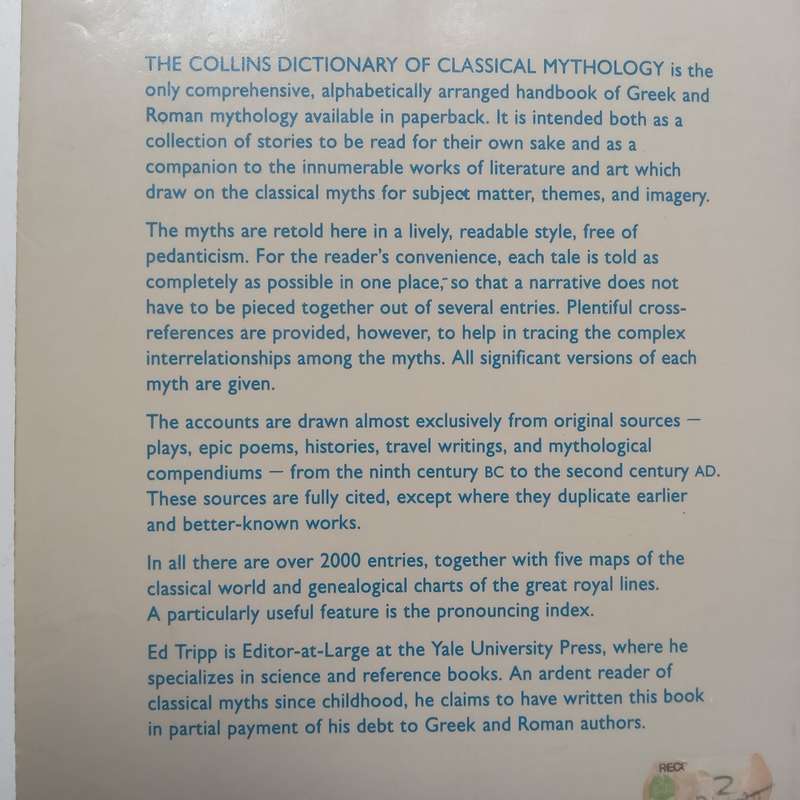 THE COLLINS DICTIONARY OF CLASSICAL MYTHOLOGY is the
only comprehensive, alphabetically arranged handbook of Greek and
Roman mythology available in paperback. It is intended both as a
collection of stories to be read for their own sake and as a
companion to the innumerable works of literature and art which
draw on the classical myths for subject matter, themes, and imagery.
The myths are retold here in a lively, readable style, free of
pedanticism. For the reader's convenience, each tale is told as
completely as possible in one place, so that a narrative does not
have to be pieced together out of several entries. Plentiful cross-
references are provided, however, to help in tracing the complex
interrelationships among the myths. All significant versions of each
myth are given.
The accounts are drawn almost exclusively from original sources —
plays, epic poems, histories, travel writings, and mythological
compendiums — from the ninth century BC to the second century AD.
These sources are fully cited, except where they duplicate earlier
and better-known works.
In all there are over 2000 entries, together with five maps of the
classical world and genealogical charts of the great royal lines.
A particularly useful feature is the pronouncing index.
Ed Tripp is Editor-at-Large at the Yale University Press, where he
specializes in science and reference books. An ardent reader of
classical myths since childhood, he claims to have written this book
in partial payment of his debt to Greek and Roman authors.
2